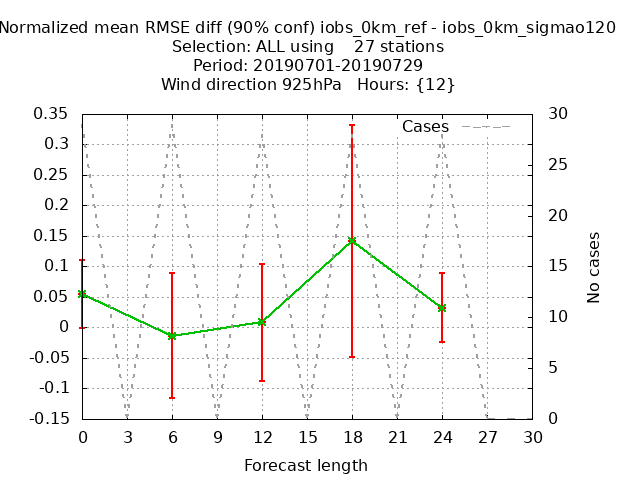 Normalized mean RMSE diff (90% conf) iobs_0km_ref - iobs_0km_sigmao120
Selection: ALL using    27 stations
Period: 20190701-20190729
Wind direction 925hPa   Hours: {12}
Cases
0.35
0.3
0.25
0.2
0.15
0.1
0.05
0
-0.05
-0.1
-0.15
30
25
20
15
10
5
0
No cases
0 3 6 9 12 15 18 21 24 27 30
Forecast length